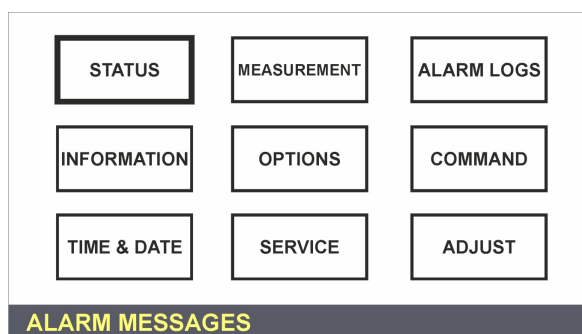 STATUS
MEASUREMENT
ALARM LOGS
INFORMATION
OPTIONS
COMMAND
TIME & DATE
SERVICE
ADJUST
ALARM MESSAGES